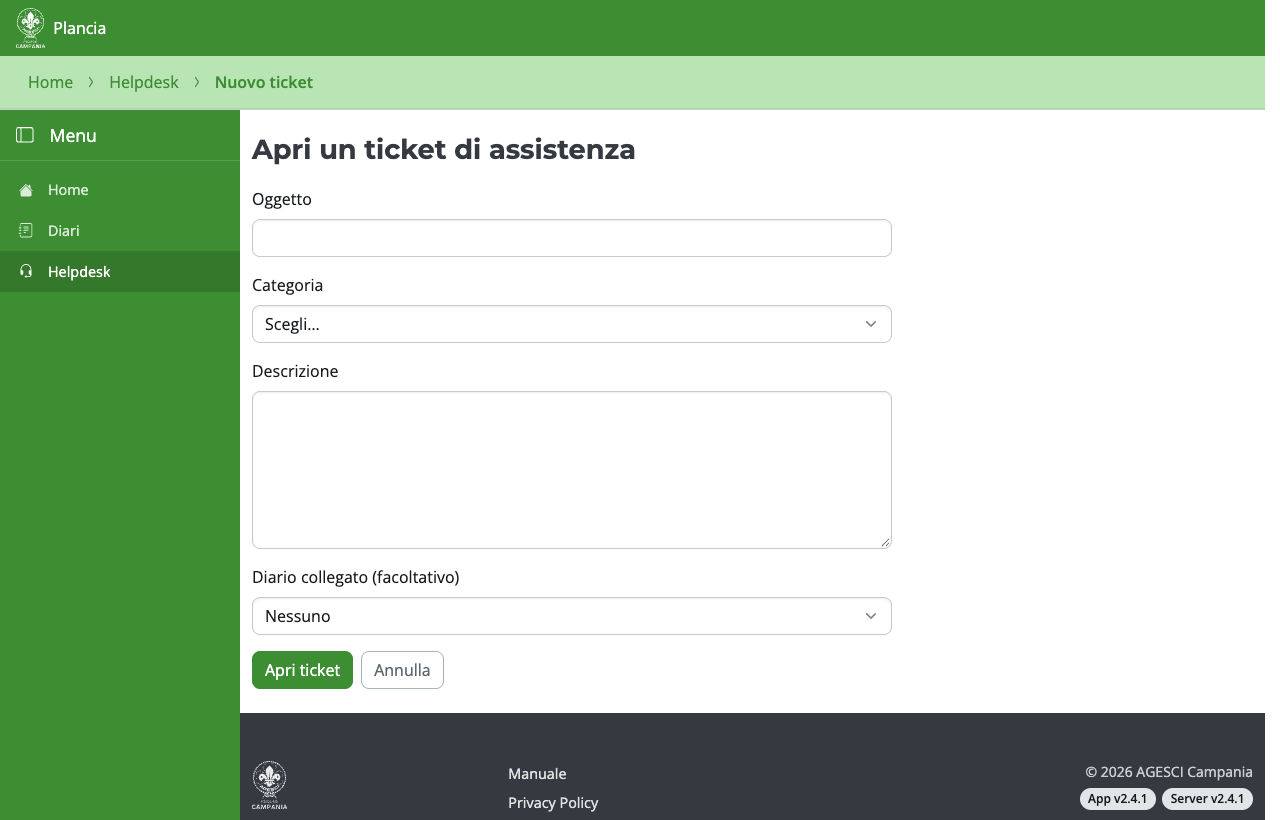 CAMPANIA
Plancia
Home
Helpdesk
Nuovo ticket
Menu
Home
Diari
Helpdesk
Apri un ticket di assistenza
Oggetto
Categoria
Scegli...
Descrizione
Diario collegato (facoltativo)
Nessuno
Apri ticket
Annulla
CAMPANIA
Manuale
Privacy Policy
© 2026 AGESCI Campania
App v2.4.1
Server v2.4.1